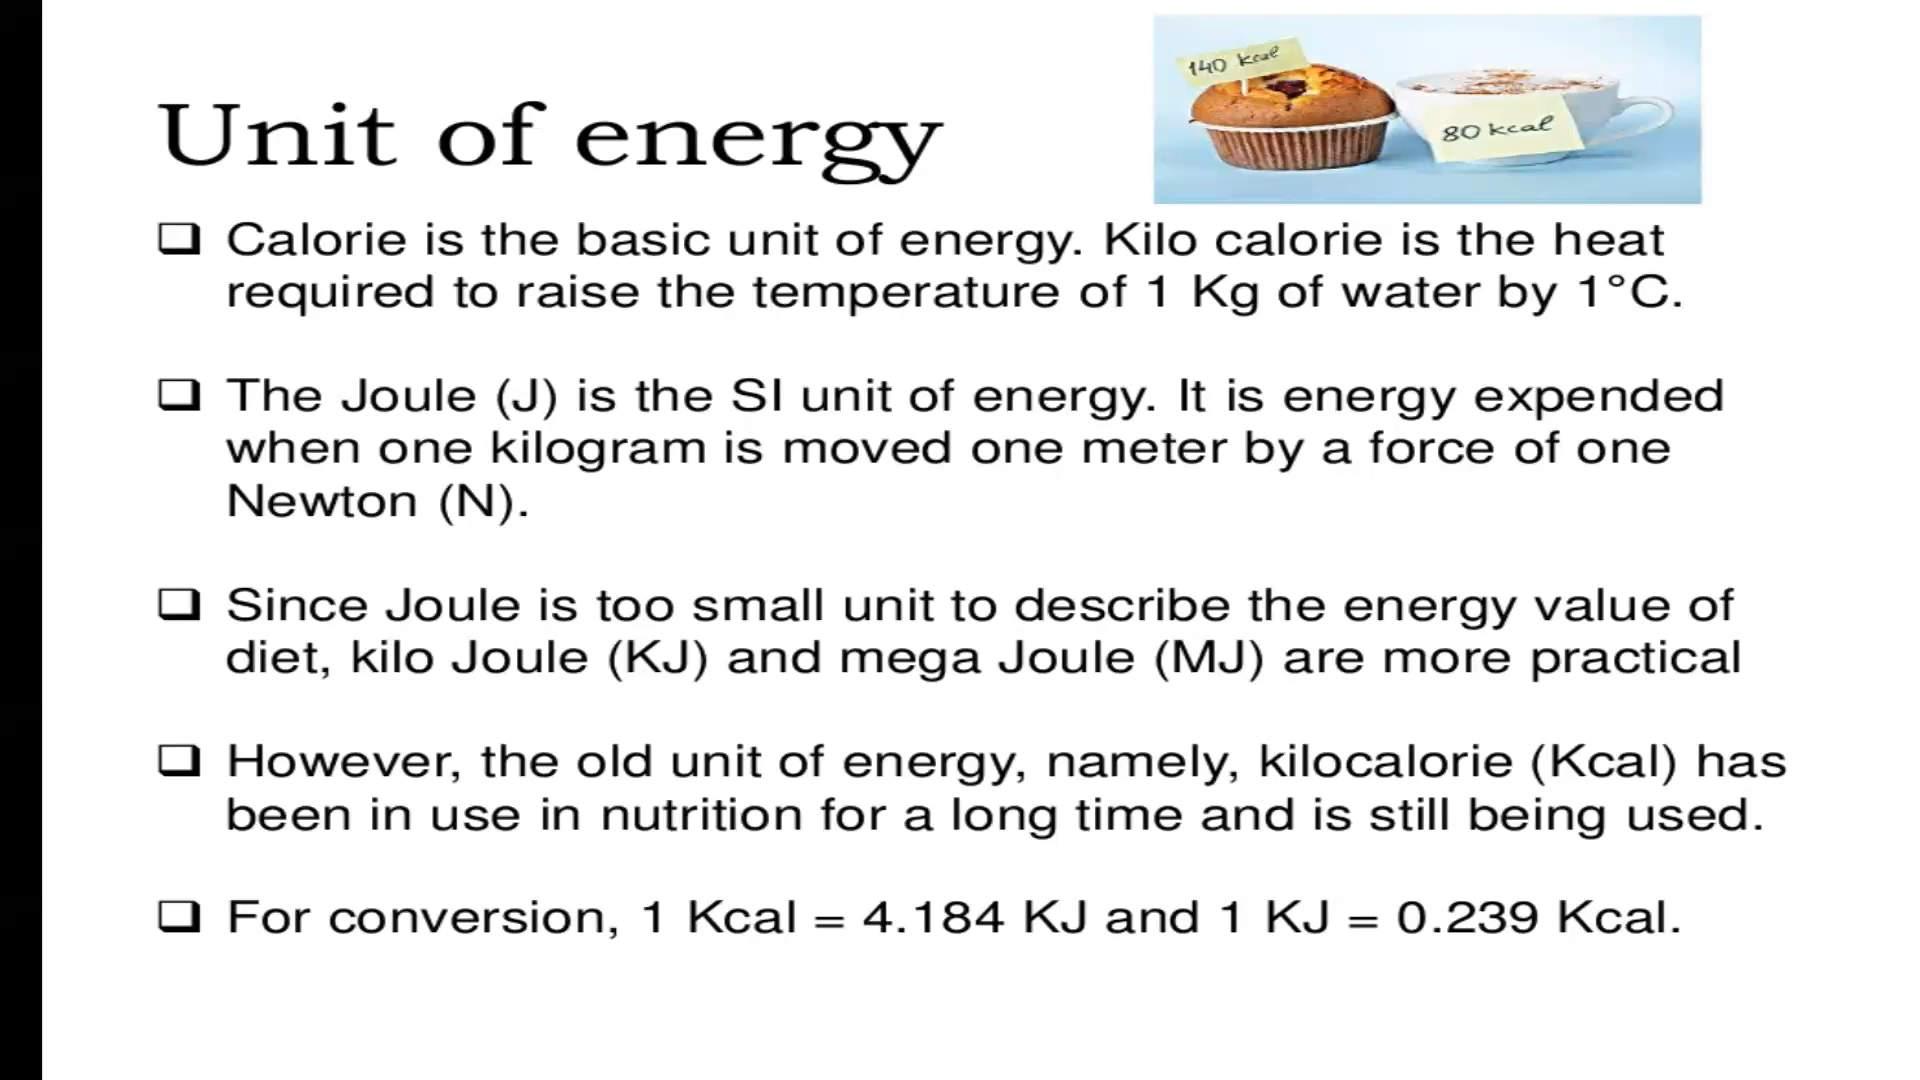 140 kcal
80 kcal
Unit of energy
❑ Calorie is the basic unit of energy. Kilo calorie is the heat
required to raise the temperature of 1 Kg of water by 1°C.
❑ The Joule (J) is the SI unit of energy. It is energy expended
when one kilogram is moved one meter by a force of one
Newton (N).
❑ Since Joule is too small unit to describe the energy value of
diet, kilo Joule (KJ) and mega Joule (MJ) are more practical
❑ However, the old unit of energy, namely, kilocalorie (Kcal) has
been in use in nutrition for a long time and is still being used.
❑ For conversion, 1 Kcal = 4.184 KJ and 1 KJ = 0.239 Kcal.